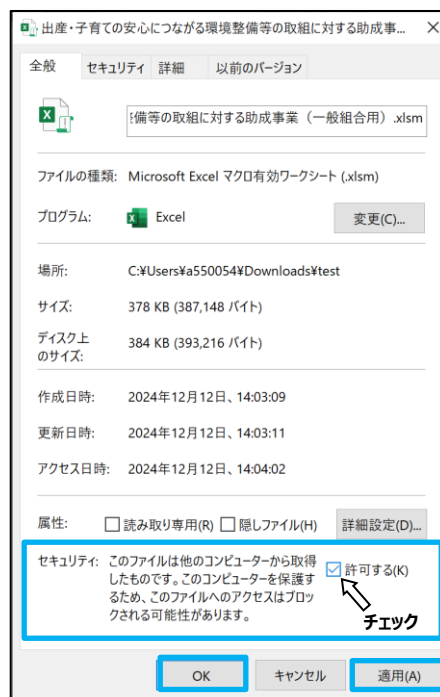 出産・子育ての安心につながる環境整備等の取組に対する助成事...
全般 セキュリティ 詳細 以前のバージョン
備等の取組に対する助成事業（一般組合用）.xlsm
ファイルの種類: Microsoft Excel マクロ有効ワークシート (.xlsm)
プログラム: Excel 変更(C)...
場所: C:¥Users¥a550054¥Downloads¥test
サイズ: 378 KB (387,148 バイト)
ディスク上
のサイズ: 384 KB (393,216 バイト)
作成日時: 2024年12月12日、14:03:09
更新日時: 2024年12月12日、14:03:11
アクセス日時: 2024年12月12日、14:04:02
属性: 読み取り専用(R) 隠しファイル(H) 詳細設定(D)...
セキュリティ: このファイルは他のコンピューターから取得 許可する(K)
したものです。このコンピューターを保護す
るため、このファイルへのアクセスはブロッ
クされる可能性があります。
チェック
OK キャンセル 適用(A)